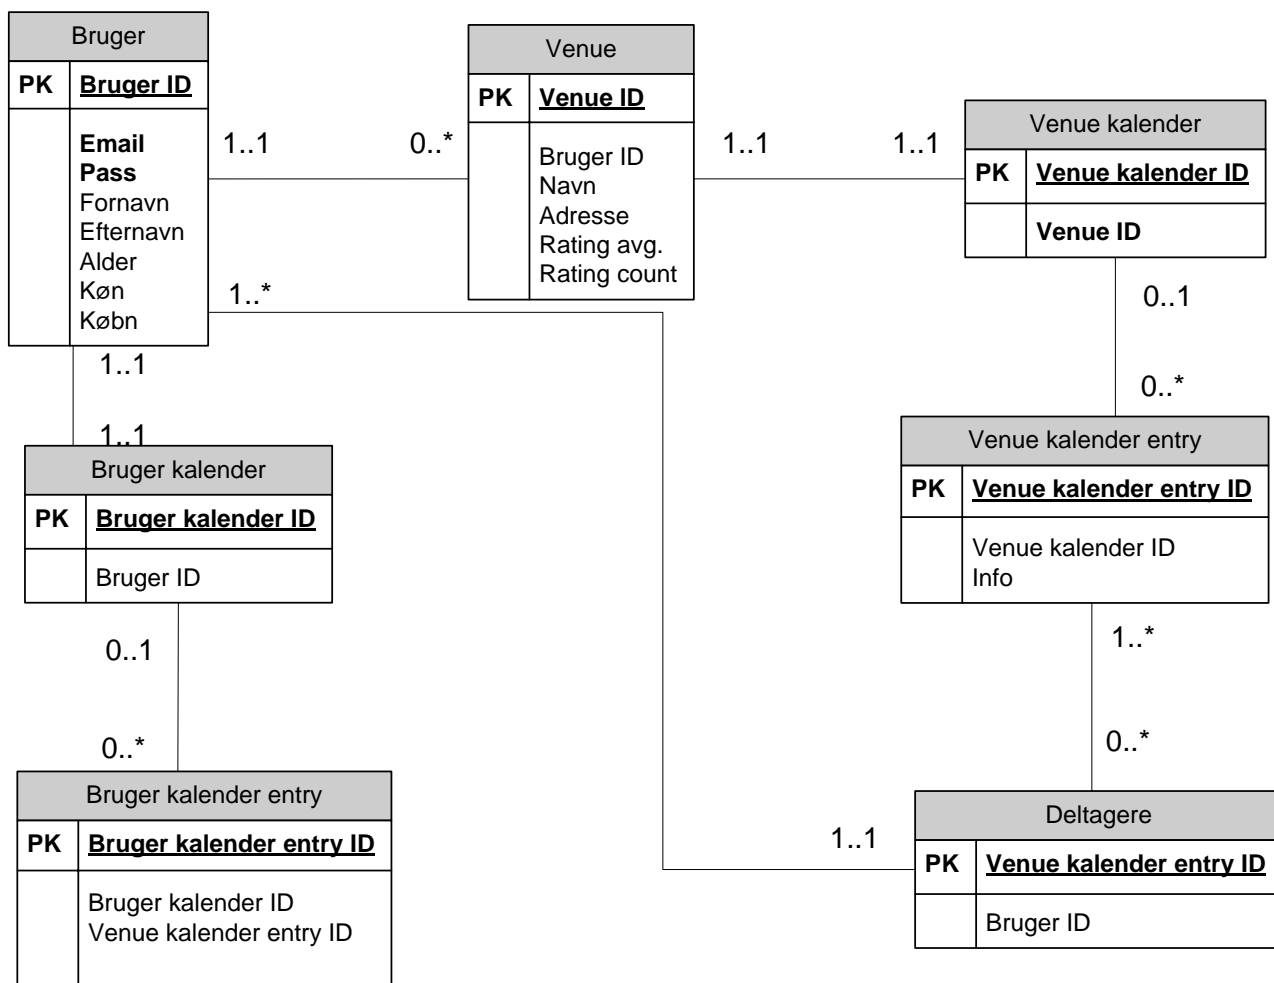 Bruger
PK Bruger ID
Email
Pass
Fornavn
Efternavn
Alder
Køn
Købn
1..1 0..*
Venue
PK Venue ID
Bruger ID
Navn
Adresse
Rating avg.
Rating count
1..1 1..1
Venue kalender
PK Venue kalender ID
Venue ID
1..*
0..1
0..*
1..1
1..1
Bruger kalender
PK Bruger kalender ID
Bruger ID
Venue kalender entry
PK Venue kalender entry ID
Venue kalender ID
Info
0..1
0..*
1..*
0..*
Bruger kalender entry
PK Bruger kalender entry ID
Bruger kalender ID
Venue kalender entry ID
1..1
Deltagere
PK Venue kalender entry ID
Bruger ID